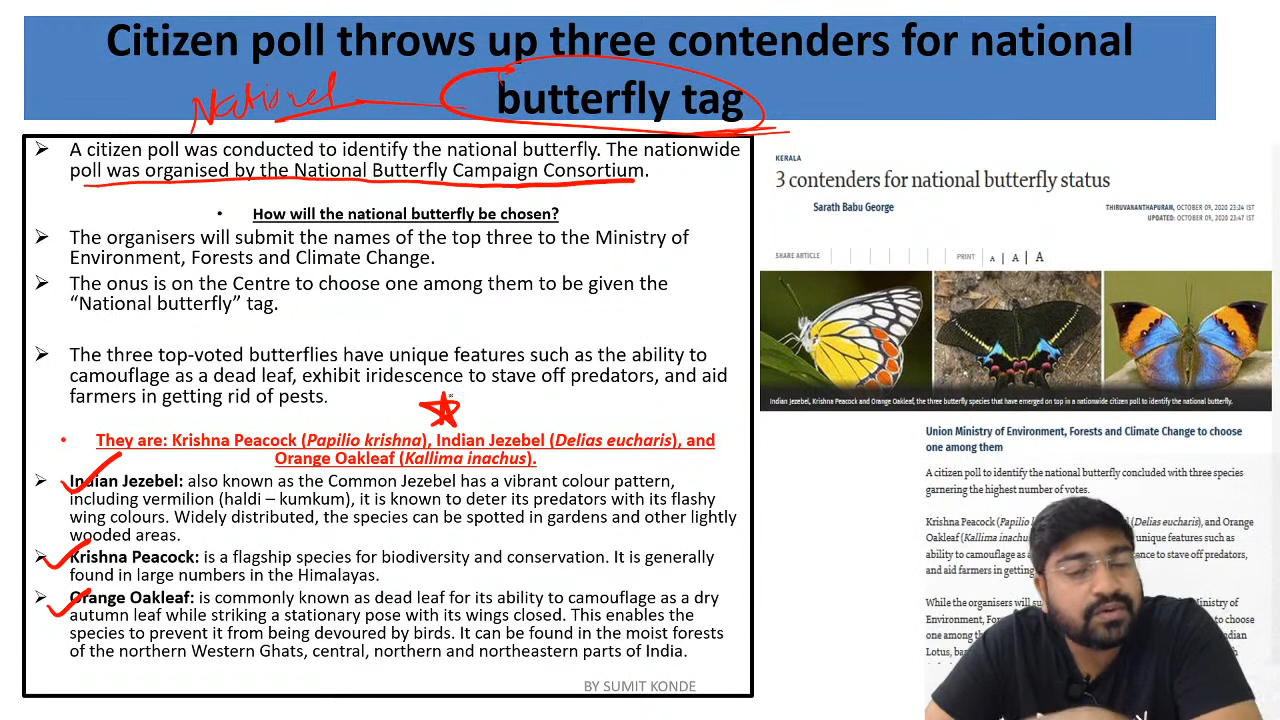 Citizen poll throws up three contenders for national
butterfly tag
National
➢ A citizen poll was conducted to identify the national butterfly. The nationwide
poll was organised by the National Butterfly Campaign Consortium.
• How will the national butterfly be chosen?
➢ The organisers will submit the names of the top three to the Ministry of
Environment, Forests and Climate Change.
➢ The onus is on the Centre to choose one among them to be given the
“National butterfly” tag.
➢ The three top-voted butterflies have unique features such as the ability to
camouflage as a dead leaf, exhibit iridescence to stave off predators, and aid
farmers in getting rid of pests.
• They are: Krishna Peacock (Papilio krishna), Indian Jezebel (Delias eucharis), and
Orange Oakleaf (Kallima inachus).
➢ Indian Jezebel: also known as the Common Jezebel has a vibrant colour pattern,
including vermilion (haldi – kumkum), it is known to deter its predators with its flashy
wing colours. Widely distributed, the species can be spotted in gardens and other lightly
wooded areas.
➢ Krishna Peacock: is a flagship species for biodiversity and conservation. It is generally
found in large numbers in the Himalayas.
➢ Orange Oakleaf: is commonly known as dead leaf for its ability to camouflage as a dry
autumn leaf while striking a stationary pose with its wings closed. This enables the
species to prevent it from being devoured by birds. It can be found in the moist forests
of the northern Western Ghats, central, northern and northeastern parts of India.
BY SUMIT KONDE
KERALA
3 contenders for national butterfly status
Sarath Babu George
THIRUVANANTHAPURAM, OCTOBER 09, 2020 23:24 IST
UPDATED: OCTOBER 09, 2020 23:47 IST
SHARE ARTICLE PRINT A A A
Indian Jezebel, Krishna Peacock and Orange Oakleaf, the three butterfly species that have emerged on top in a nationwide citizen poll to identify the national butterfly.
Union Ministry of Environment, Forests and Climate Change to choose
one among them
A citizen poll to identify the national butterfly concluded with three species
garnering the highest number of votes.
Krishna Peacock (Papilio (Delias eucharis), and Orange
Oakleaf (Kallima unique features such as
ability to camouflage as to stave off predators,
and aid farmers in getting
While the organisers will Ministry of
Environment, to choose
one among
Lotus,